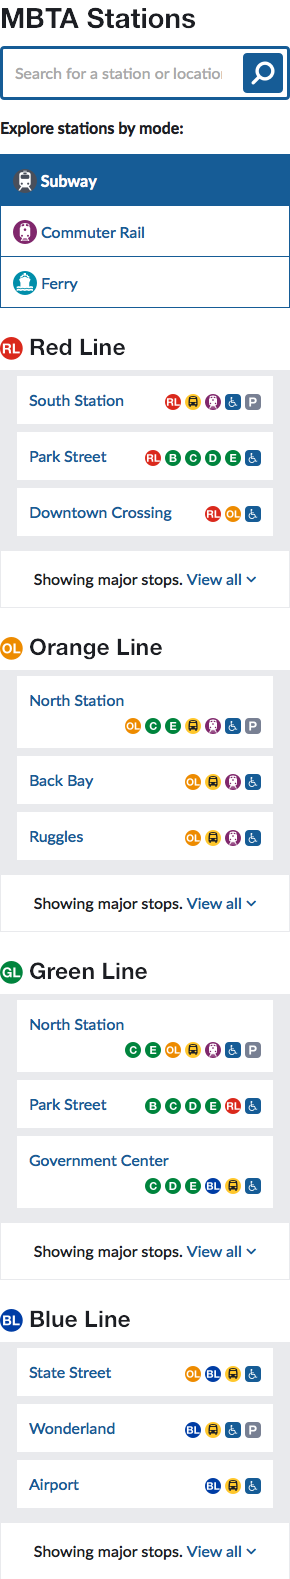 MBTA Stations
Search for a station or locatio
Explore stations by mode:
Subway
Commuter Rail
Ferry
RL Red Line
South Station RL P
Park Street RL B C D E
Downtown Crossing RL OL
Showing major stops. View all
OL Orange Line
North Station
OL C E P
Back Bay OL
Ruggles OL
Showing major stops. View all
GL Green Line
North Station
C E OL P
Park Street B C D E RL
Government Center
C D E BL
Showing major stops. View all
BL Blue Line
State Street OL BL
Wonderland BL P
Airport BL
Showing major stops. View all